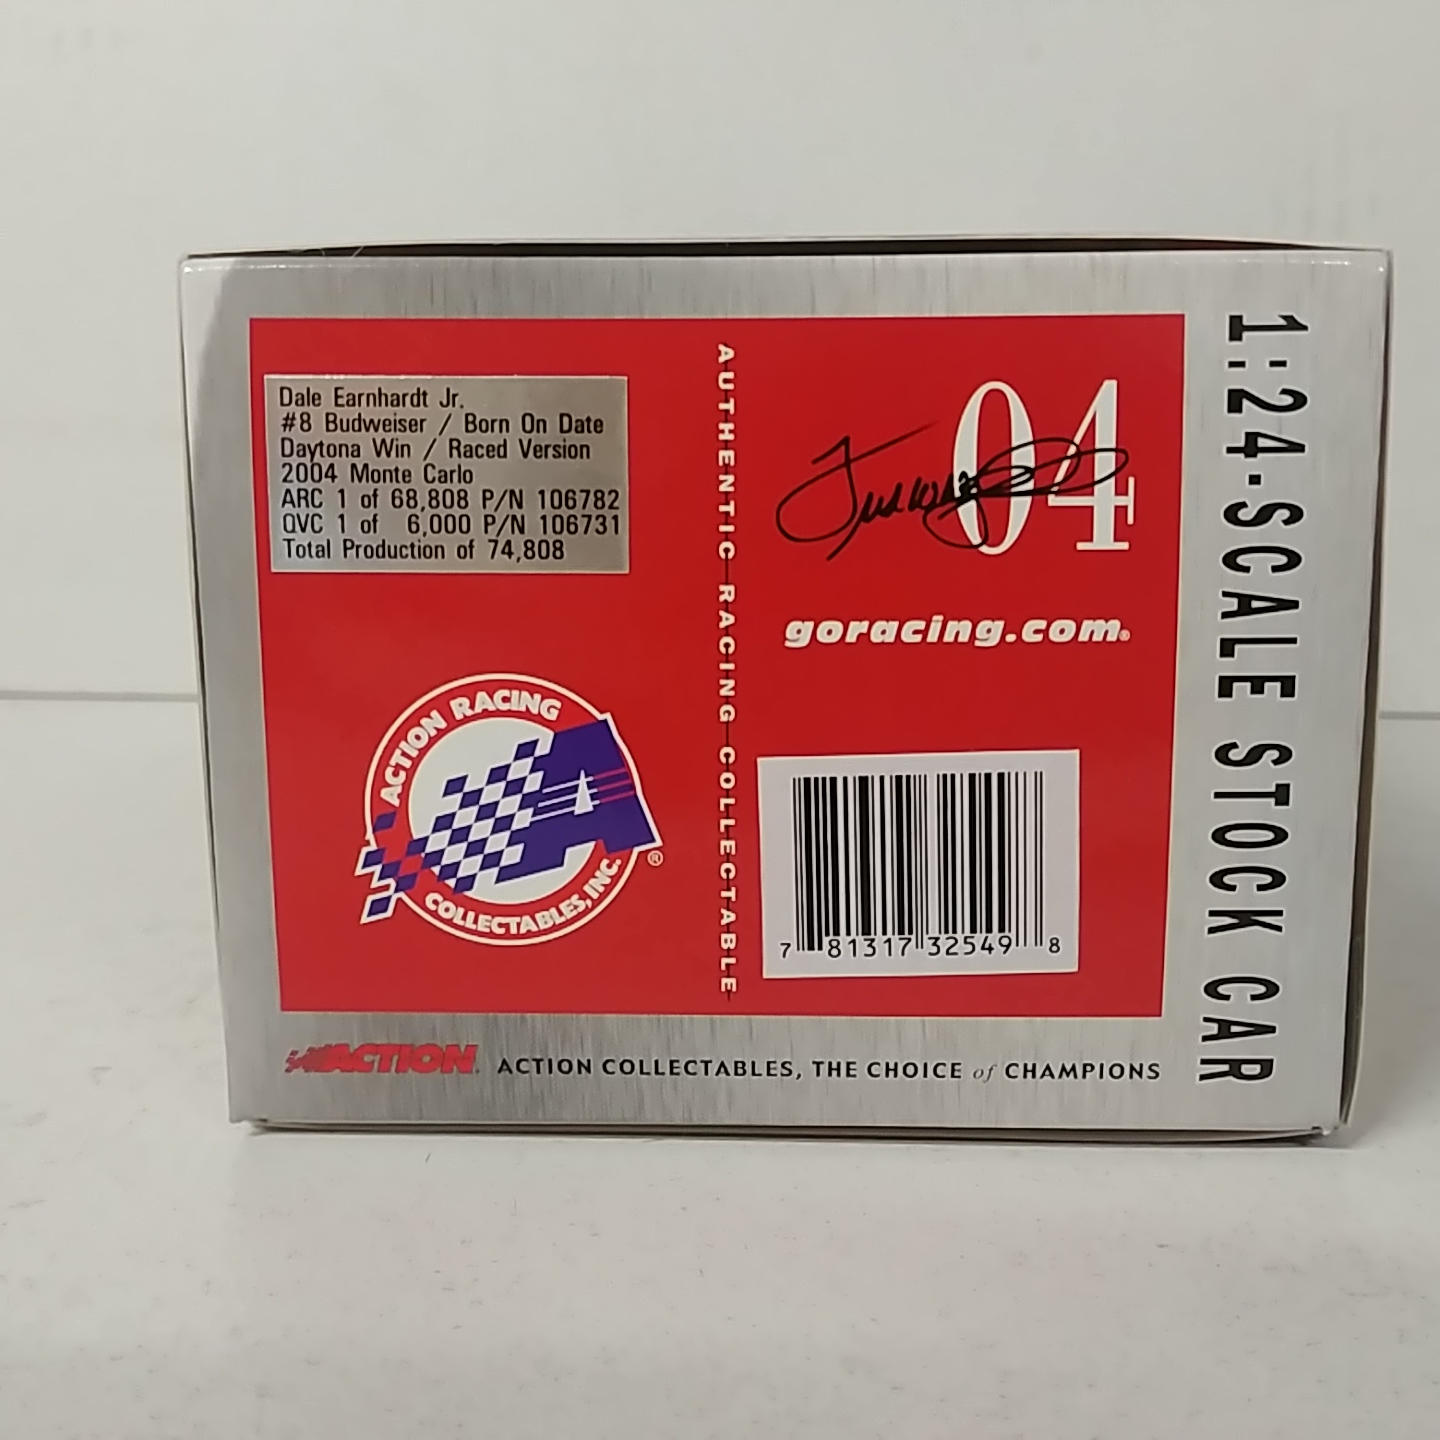 Dale Earnhardt Jr.
#8 Budweiser / Born On Date
Daytona Win / Raced Version
2004 Monte Carlo
ARC 1 of 68,808 P/N 106782
QVC 1 of 6,000 P/N 106731
Total Production of 74,808
ACTION RACING
COLLECTABLES, INC.
®
AUTHENTIC RACING COLLECTABLE
04
goracing.com®
7 81317 32549 8
1:24-SCALE STOCK CAR
ACTION
ACTION COLLECTABLES, THE CHOICE of CHAMPIONS